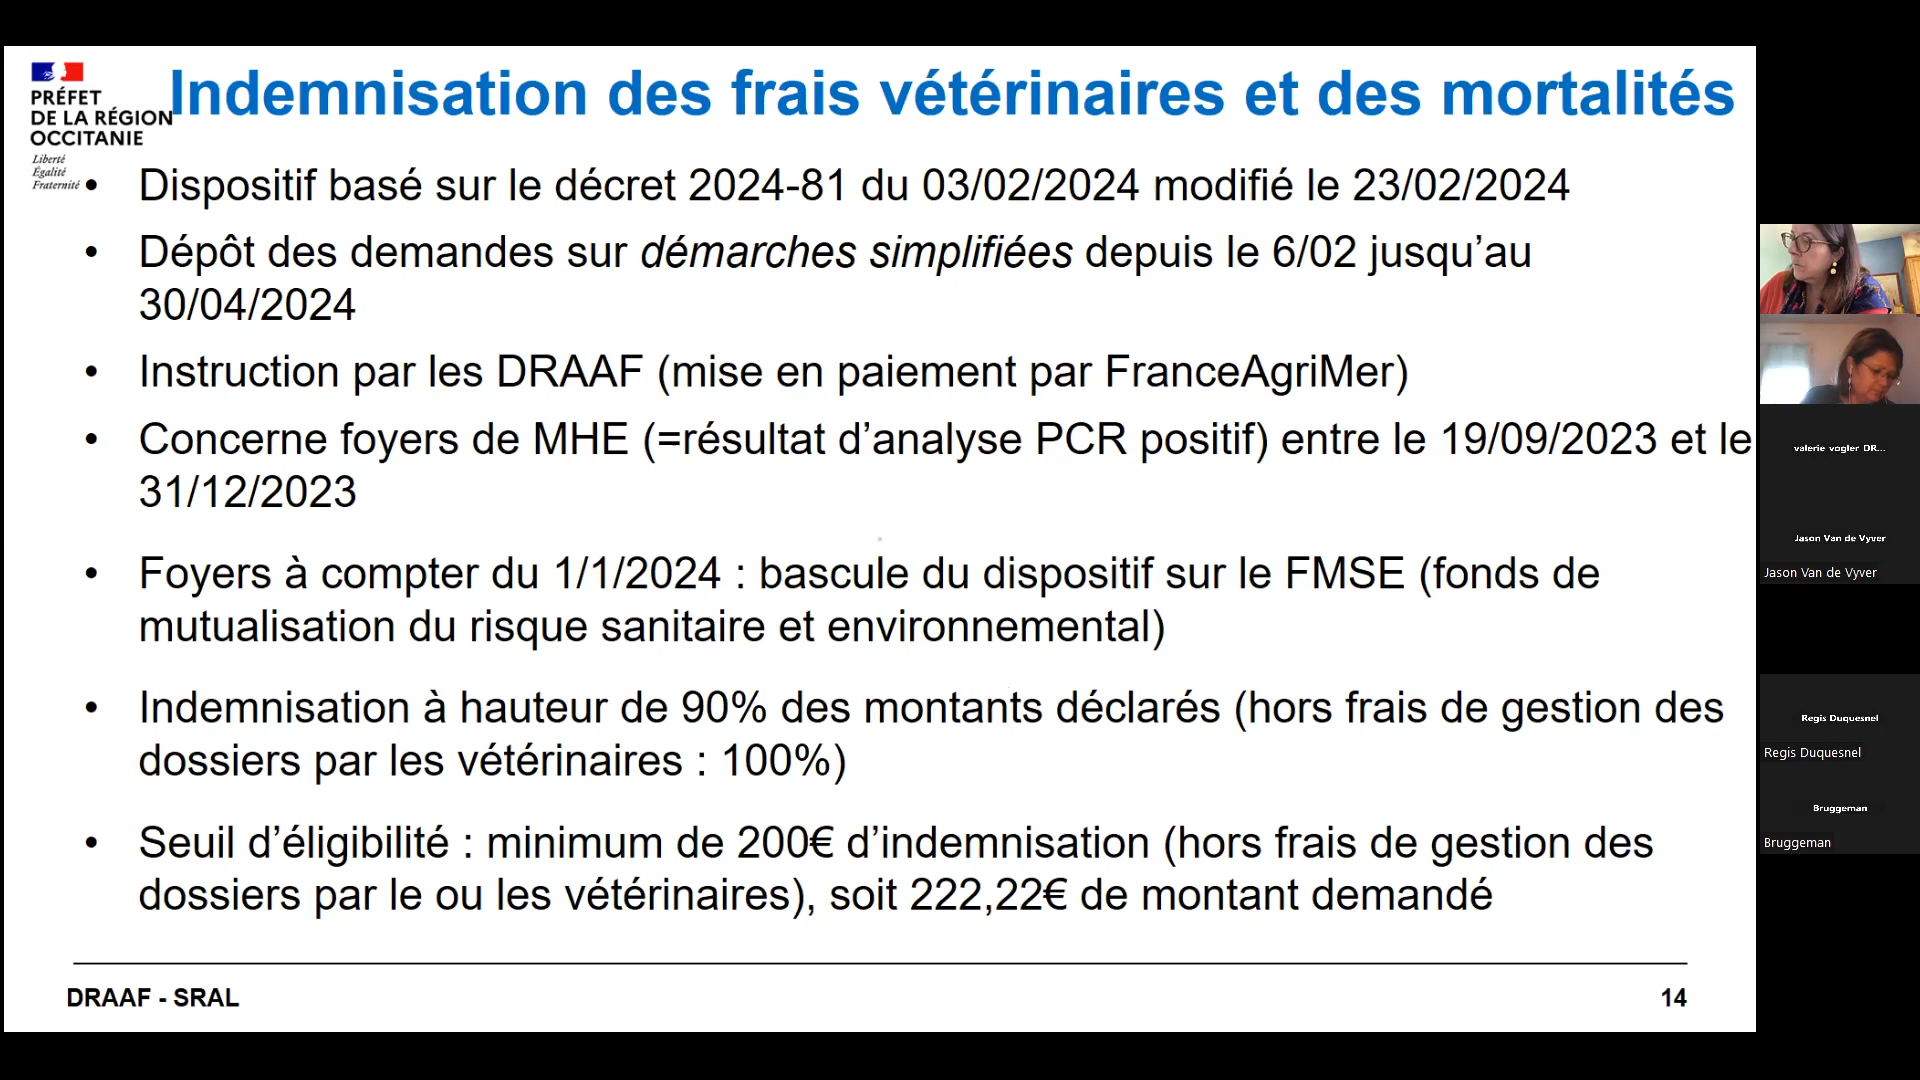 PRÉFET
DE LA RÉGION
OCCITANIE
Liberté
Égalité
Fraternité
Indemnisation des frais vétérinaires et des mortalités
• Dispositif basé sur le décret 2024-81 du 03/02/2024 modifié le 23/02/2024
• Dépôt des demandes sur démarches simplifiées depuis le 6/02 jusqu’au
30/04/2024
• Instruction par les DRAAF (mise en paiement par FranceAgriMer)
• Concerne foyers de MHE (=résultat d’analyse PCR positif) entre le 19/09/2023 et le
31/12/2023
• Foyers à compter du 1/1/2024 : bascule du dispositif sur le FMSE (fonds de
mutualisation du risque sanitaire et environnemental)
• Indemnisation à hauteur de 90% des montants déclarés (hors frais de gestion des
dossiers par les vétérinaires : 100%)
• Seuil d’éligibilité : minimum de 200€ d’indemnisation (hors frais de gestion des
dossiers par le ou les vétérinaires), soit 222,22€ de montant demandé
DRAAF - SRAL
14
valerie vogler DR...
Jason Van de Vyver
Jason Van de Vyver
Regis Duquesnel
Regis Duquesnel
Bruggeman
Bruggeman